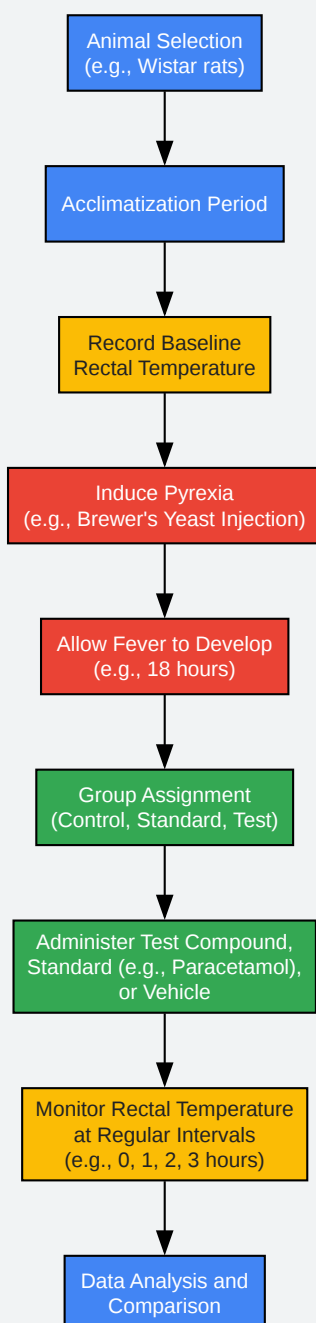 Animal Selection
(e.g., Wistar rats)
Acclimatization Period
Record Baseline
Rectal Temperature
Induce Pyrexia
(e.g., Brewer's Yeast Injection)
Allow Fever to Develop
(e.g., 18 hours)
Group Assignment
(Control, Standard, Test)
Administer Test Compound,
Standard (e.g., Paracetamol),
or Vehicle
Monitor Rectal Temperature
at Regular Intervals
(e.g., 0, 1, 2, 3 hours)
Data Analysis and
Comparison